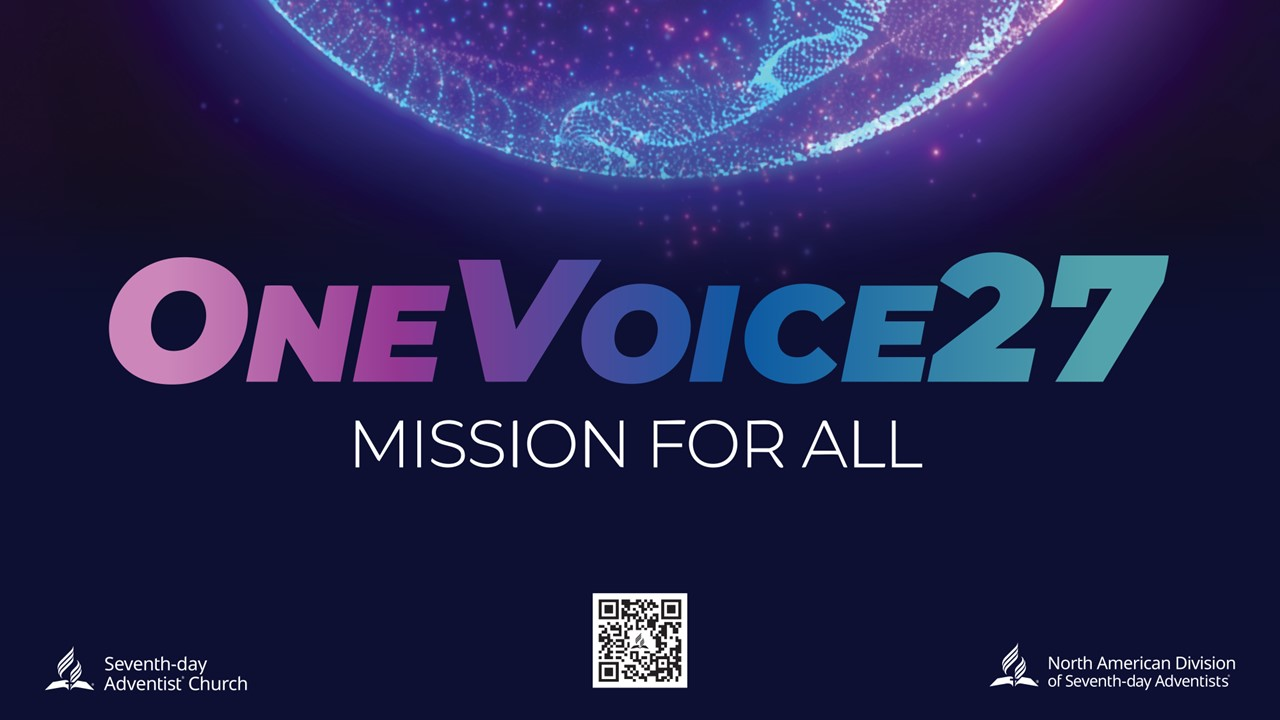 ONEVOICE27
MISSION FOR ALL
Seventh-day
Adventist® Church
North American Division
of Seventh-day Adventists®